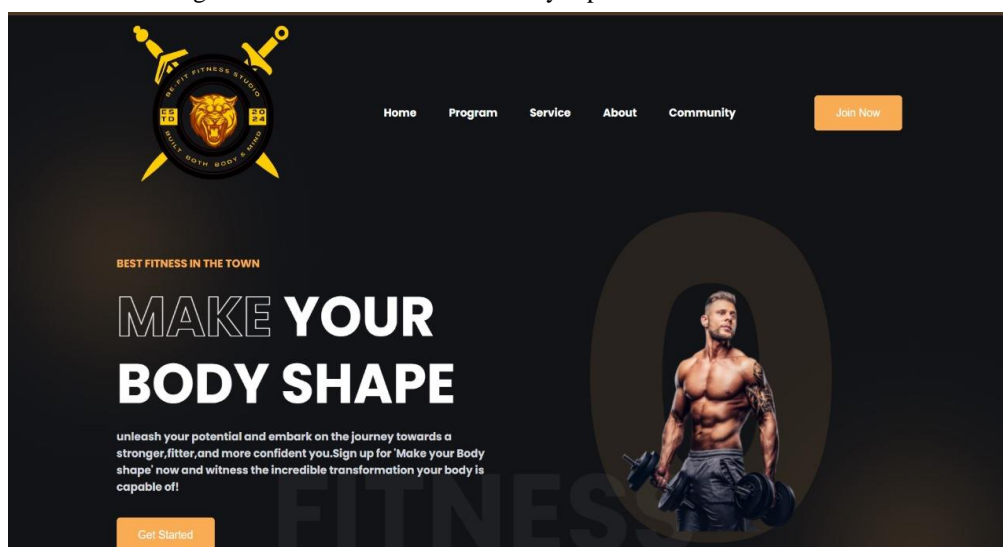 BE-FIT FITNESS STUDIO
ES
TD
20
24
BUILT BOTH BODY & MIND
Home
Program
Service
About
Community
Join Now
BEST FITNESS IN THE TOWN
MAKE YOUR
BODY SHAPE
unleash your potential and embark on the journey towards a
stronger,fitter,and more confident you.Sign up for 'Make your Body
shape' now and witness the incredible transformation your body is
capable of!
Get Started
FITNESS
0